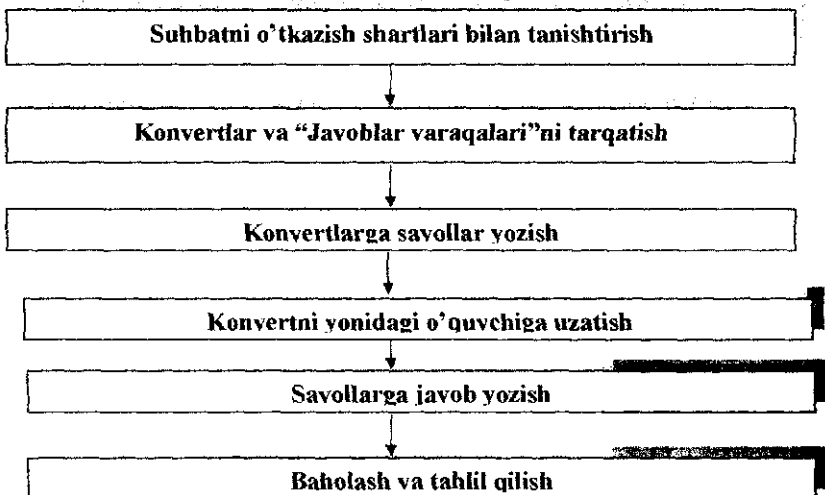 Suhbatni o'tkazish shartlari bilan tanishtirish
Konvertlar va “Javoblar varaqalari”ni tarqatish
Konvertlarga savollar yozish
Konvertni yonidagi o'quvchiga uzatish
Savollarga javob yozish
Baholash va tahlil qilish